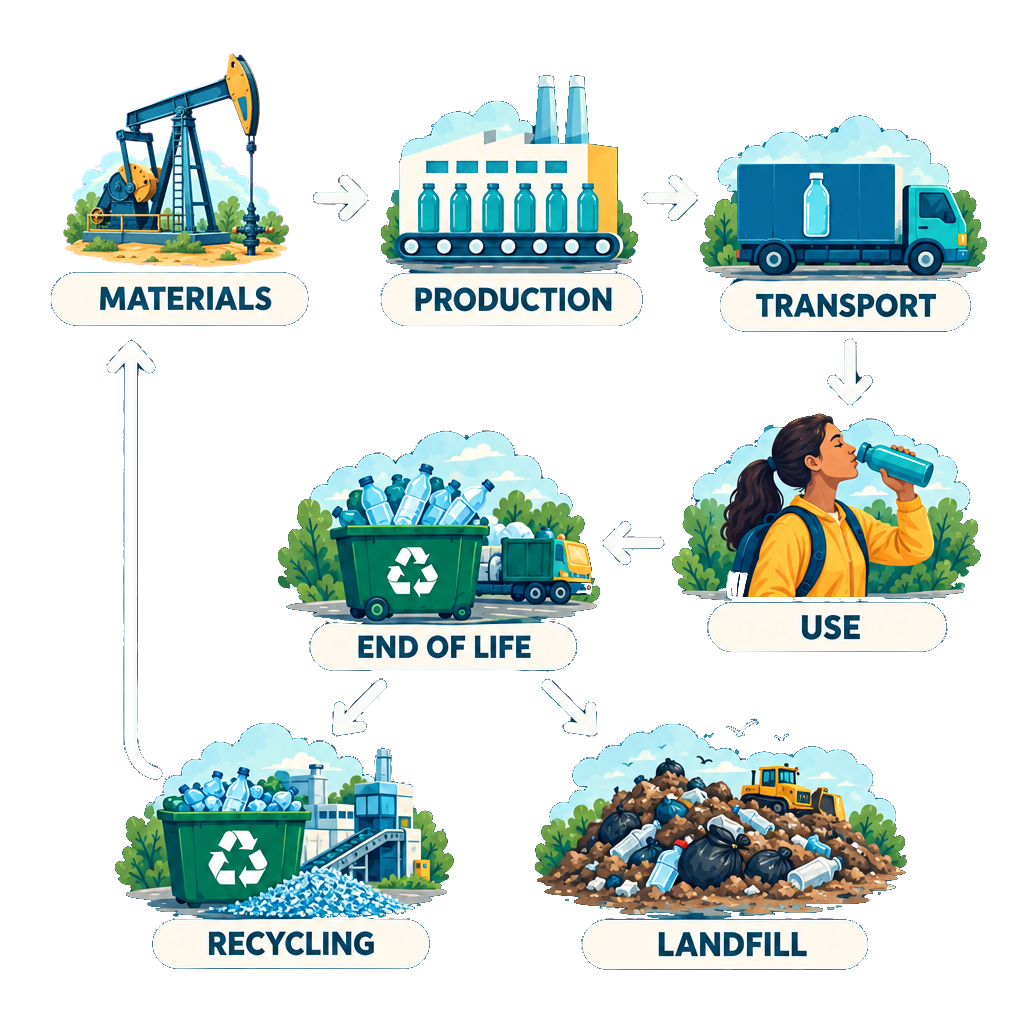 MATERIALS
PRODUCTION
TRANSPORT
USE
END OF LIFE
RECYCLING
LANDFILL